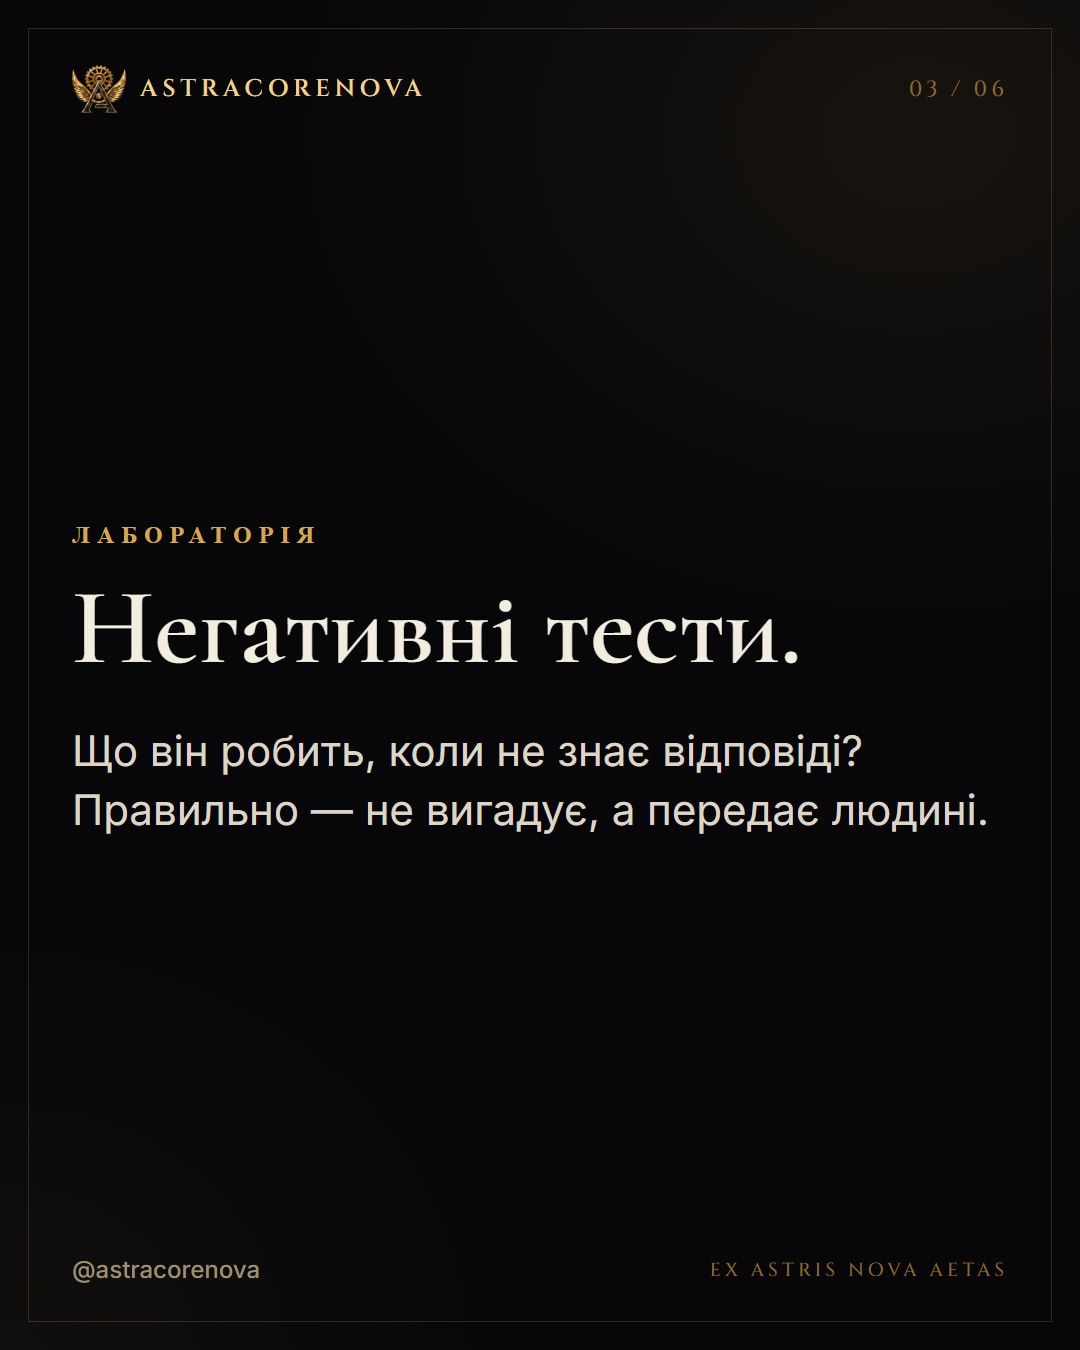 ASTRACORENOVA
03 / 06
ЛАБОРАТОРІЯ
Негативні тести.
Що він робить, коли не знає відповіді?
Правильно — не вигадує, а передає людині.
@astracorenova
EX ASTRIS NOVA AETAS